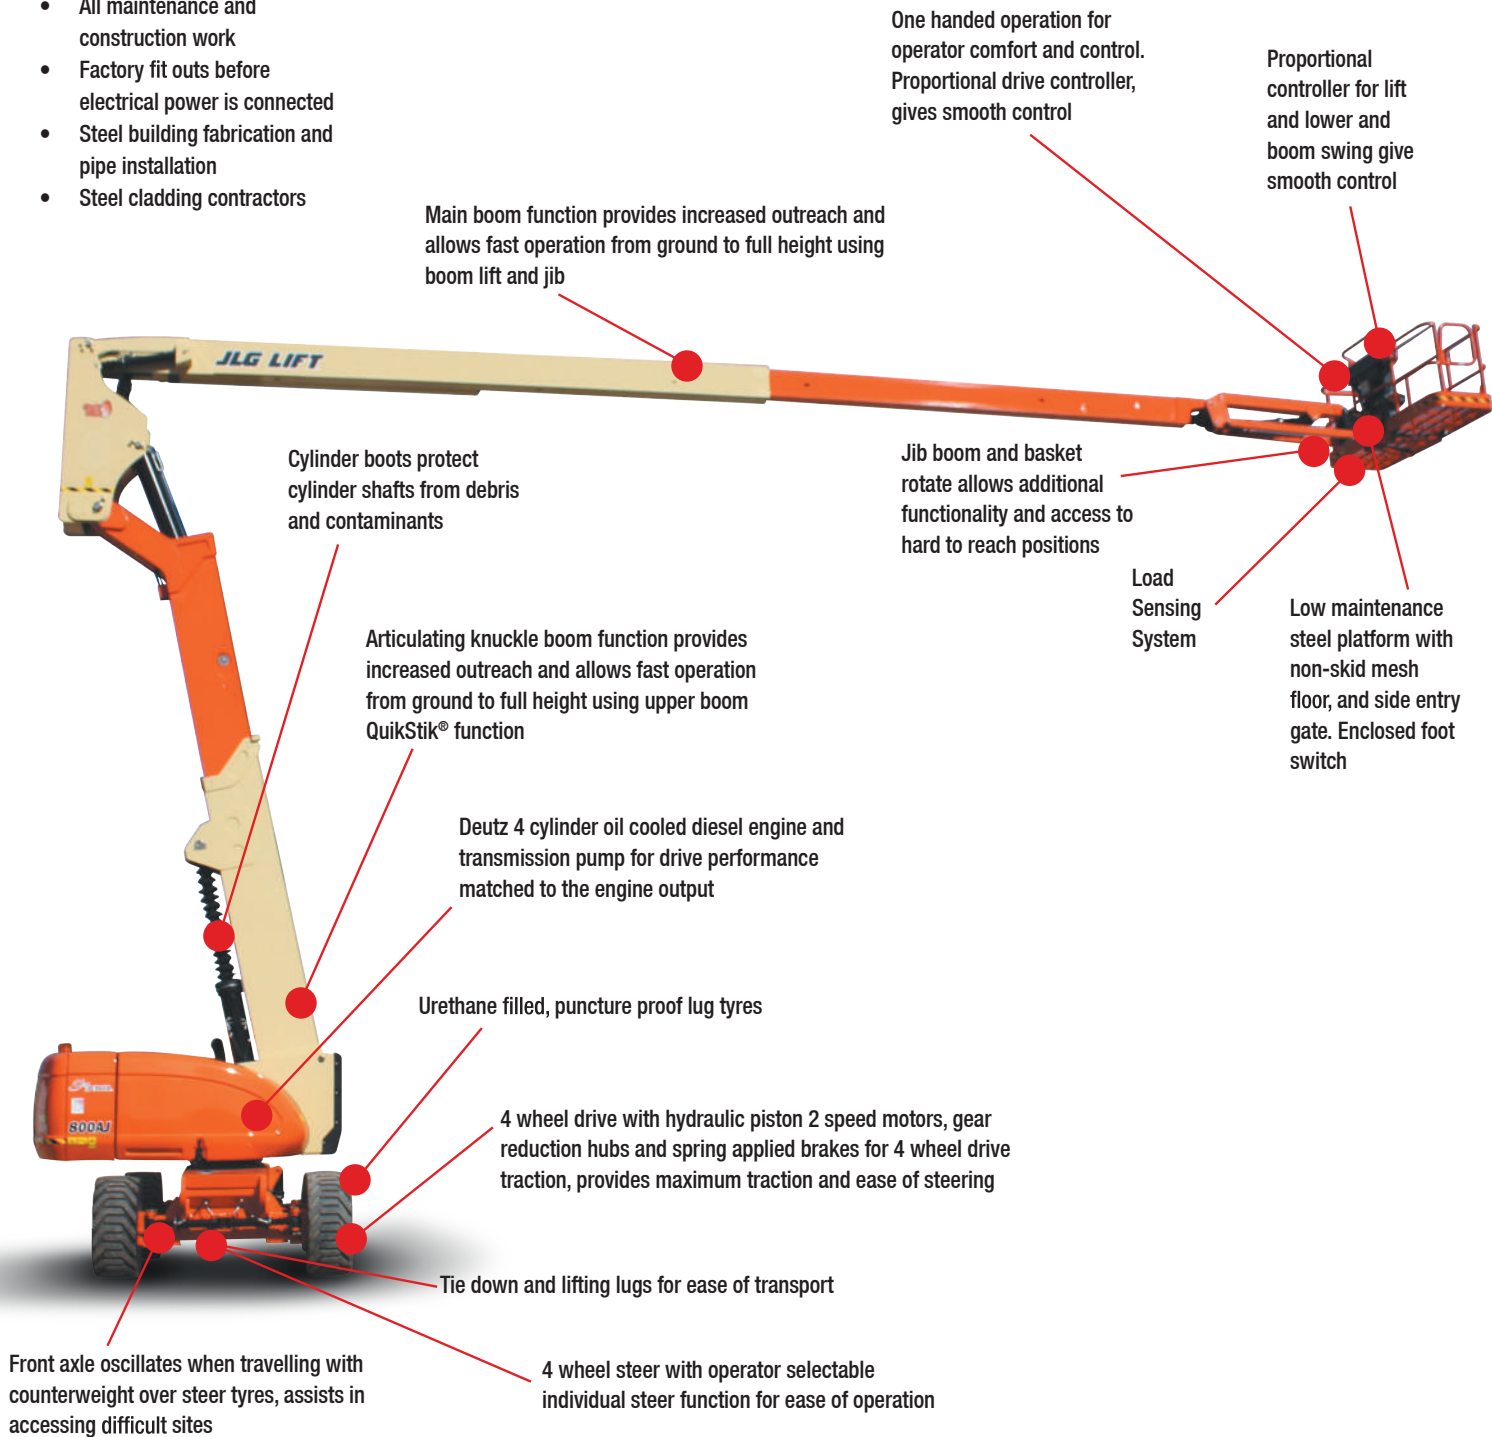 • All maintenance and
construction work
• Factory fit outs before
electrical power is connected
• Steel building fabrication and
pipe installation
• Steel cladding contractors
One handed operation for
operator comfort and control.
Proportional drive controller,
gives smooth control
Proportional
controller for lift
and lower and
boom swing give
smooth control
Main boom function provides increased outreach and
allows fast operation from ground to full height using
boom lift and jib
JLG LIFT
Cylinder boots protect
cylinder shafts from debris
and contaminants
Jib boom and basket
rotate allows additional
functionality and access to
hard to reach positions
Load
Sensing
System
Low maintenance
steel platform with
non-skid mesh
floor, and side entry
gate. Enclosed foot
switch
Articulating knuckle boom function provides
increased outreach and allows fast operation
from ground to full height using upper boom
QuikStik® function
Deutz 4 cylinder oil cooled diesel engine and
transmission pump for drive performance
matched to the engine output
Urethane filled, puncture proof lug tyres
800AJ
4 wheel drive with hydraulic piston 2 speed motors, gear
reduction hubs and spring applied brakes for 4 wheel drive
traction, provides maximum traction and ease of steering
Tie down and lifting lugs for ease of transport
Front axle oscillates when travelling with
counterweight over steer tyres, assists in
accessing difficult sites
4 wheel steer with operator selectable
individual steer function for ease of operation